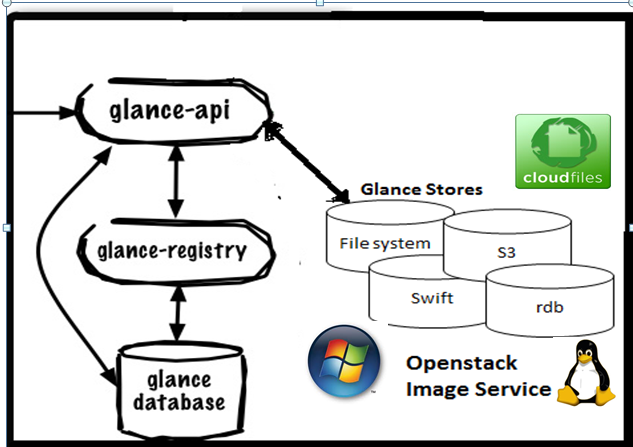 glance-api
cloudfiles
Glance Stores
File system
S3
glance-registry
Swift
rdb
Openstack
Image Service
glance
database